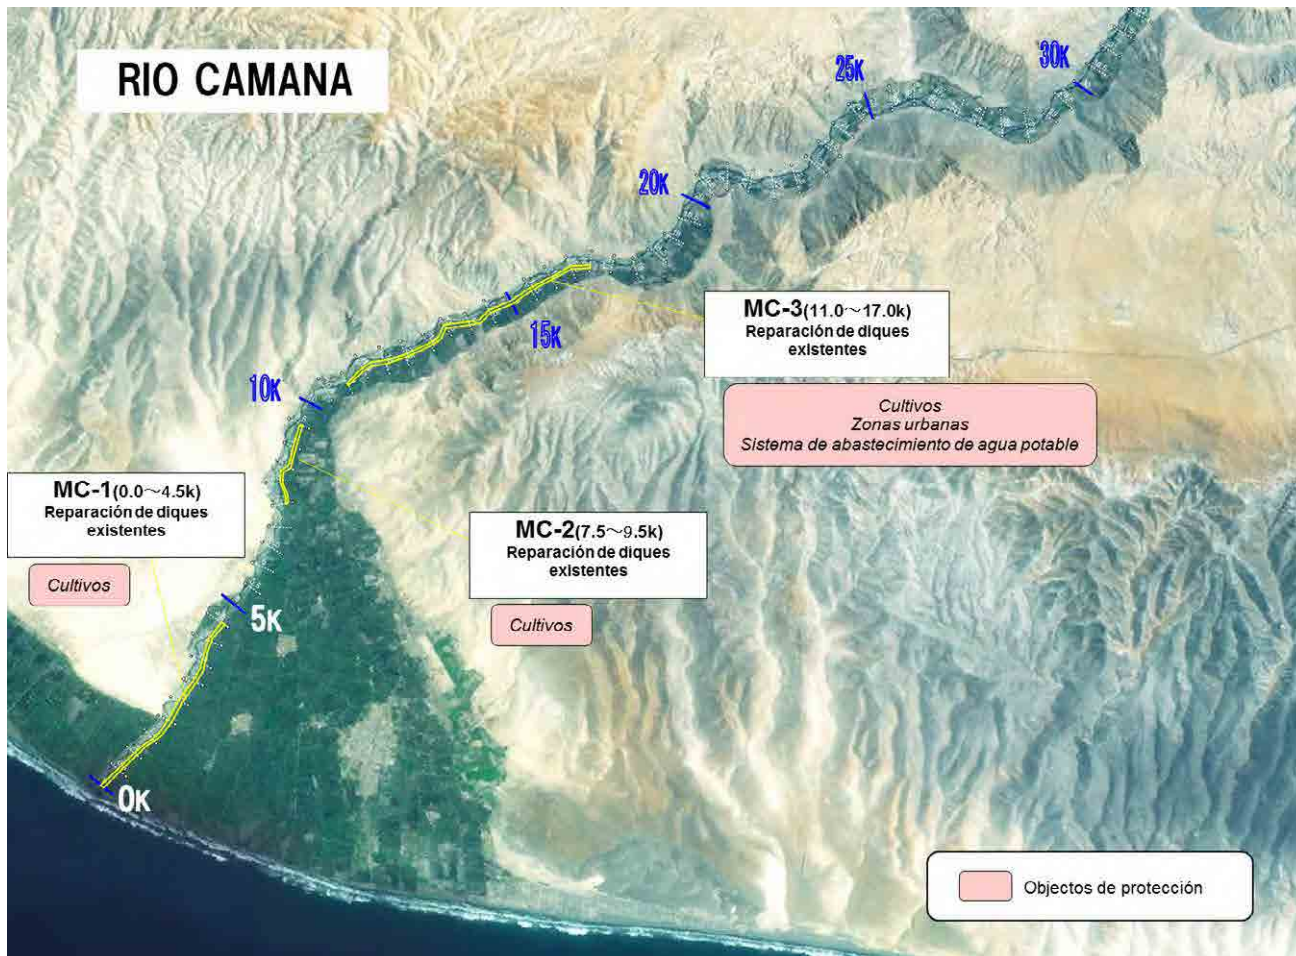 RIO CAMANA
30K
25K
20K
MC-3(11.0～17.0k)
Reparación de diques
existentes
15K
10K
Cultivos
Zonas urbanas
Sistema de abastecimiento de agua potable
MC-1(0.0～4.5k)
Reparación de diques
existentes
MC-2(7.5～9.5k)
Reparación de diques
existentes
Cultivos
5K
Cultivos
0K
Objectos de protección